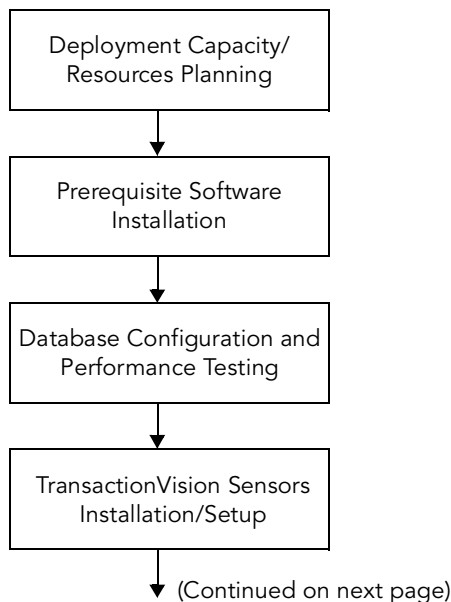 Deployment Capacity/
Resources Planning
Prerequisite Software
Installation
Database Configuration and
Performance Testing
TransactionVision Sensors
Installation/Setup
(Continued on next page)